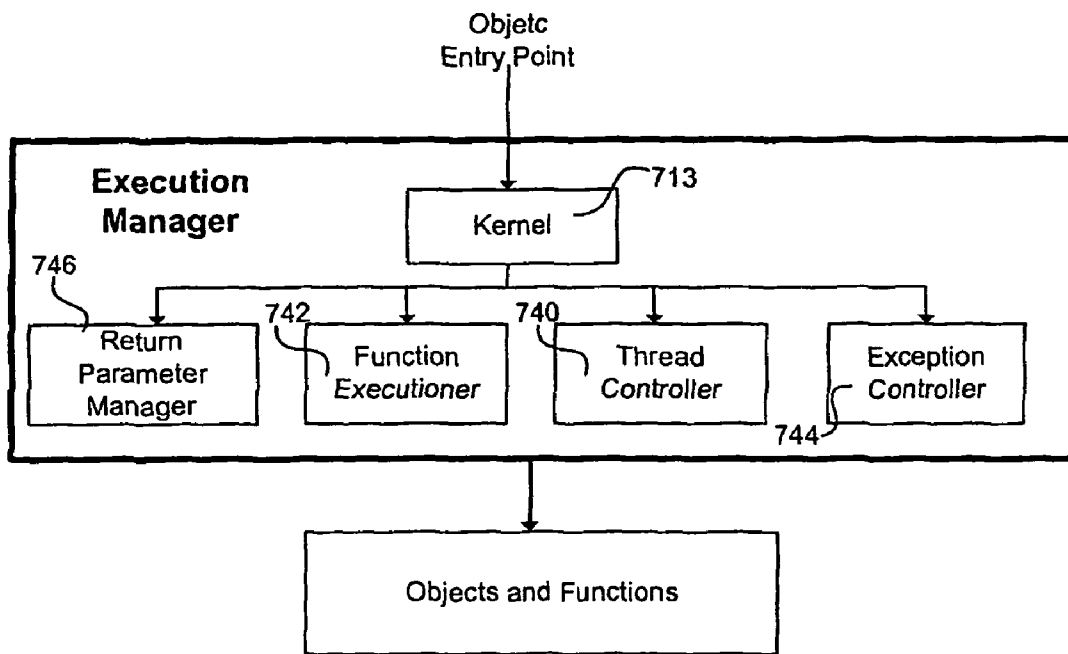 Objetc
Entry Point
Execution
Manager
713
Kernel
746
742
740
Return
Parameter
Manager
Function
Executioner
Thread
Controller
Exception
Controller
744
Objects and Functions